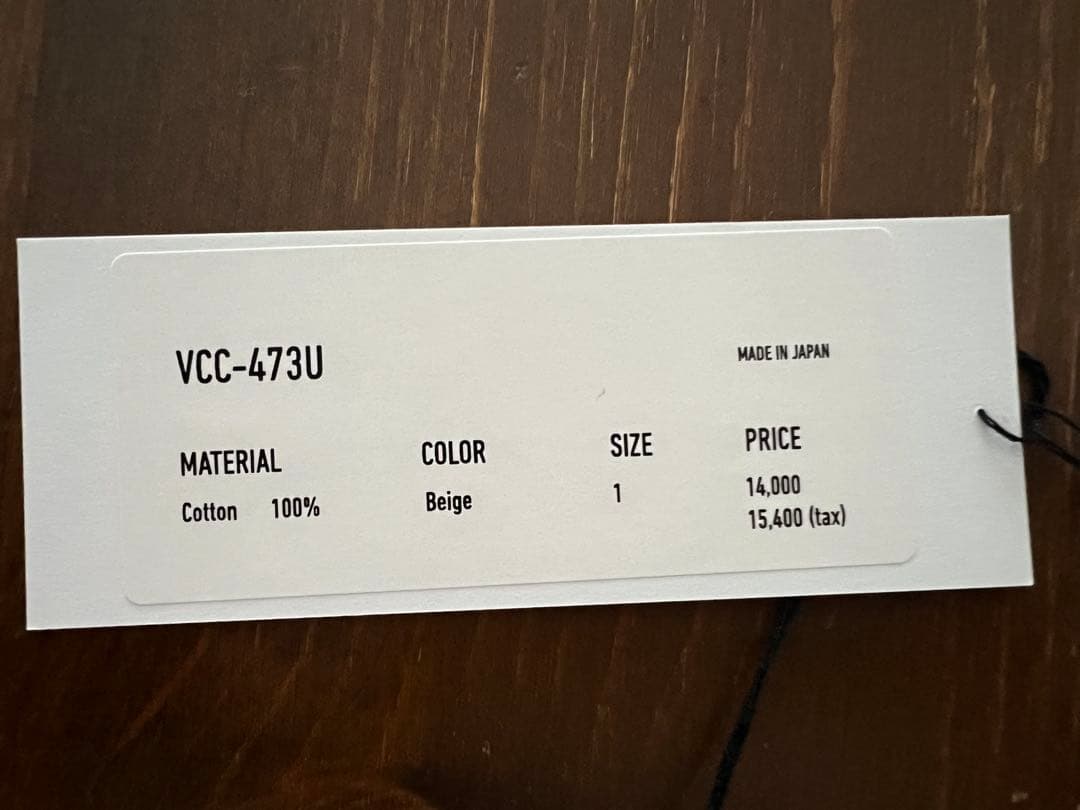 VCC-473U
MADE IN JAPAN
MATERIAL COLOR SIZE PRICE
Cotton 100% Beige 1 14,000
15,400 (tax)